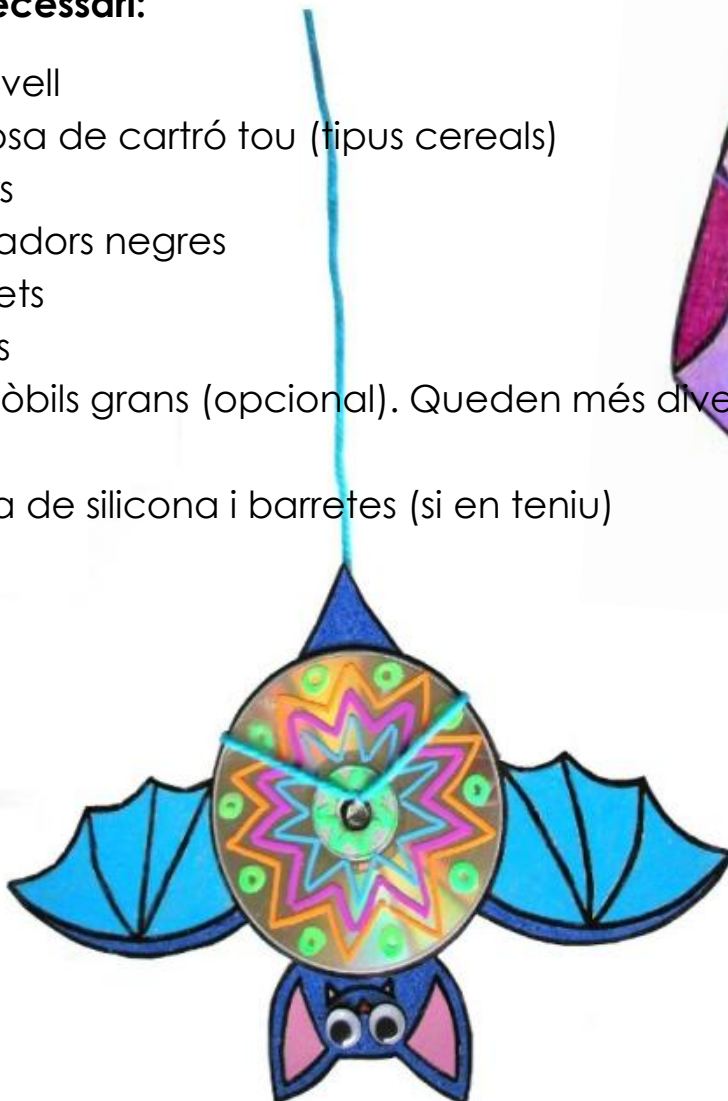 ecessari:
vell
osa de cartró tou (tipus cereals)
s
adors negres
ets
s
òbils grans (opcional). Queden més dive
a de silicona i barretes (si en teniu)